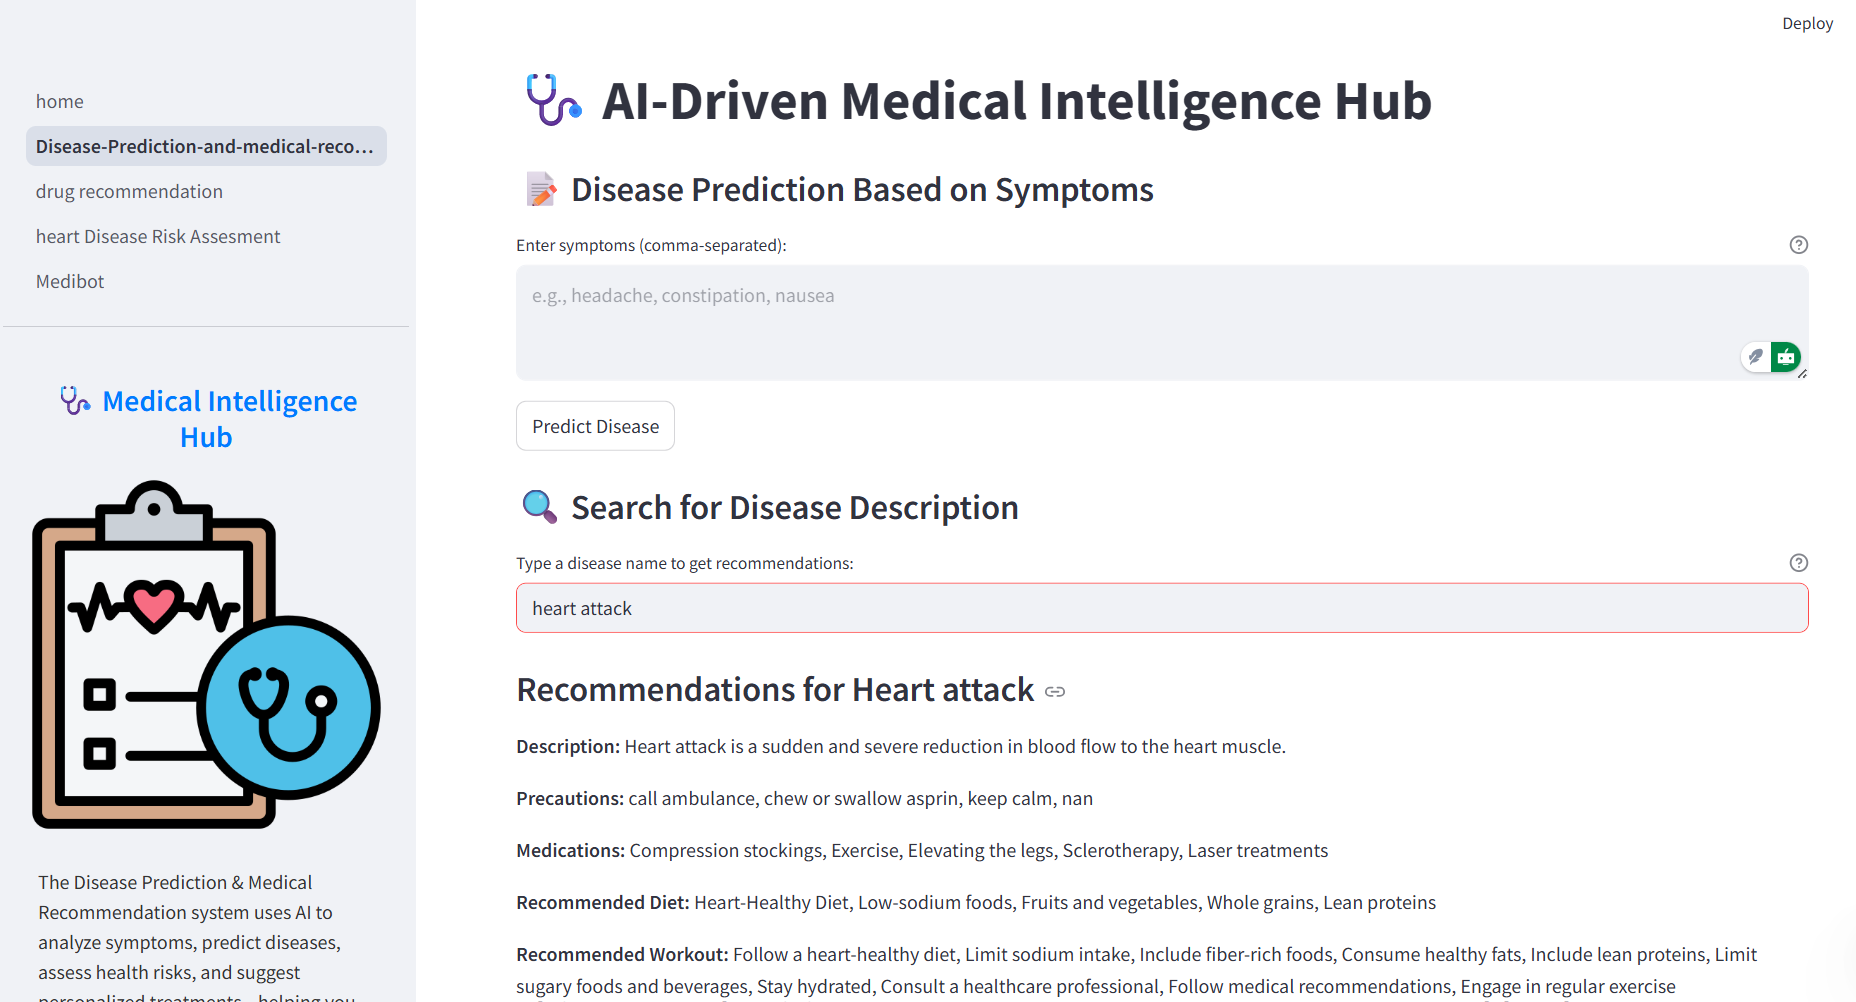 Deploy
home
Disease-Prediction-and-medical-reco...
drug recommendation
heart Disease Risk Assesment
Medibot
Medical Intelligence
Hub
The Disease Prediction & Medical
Recommendation system uses AI to
analyze symptoms, predict diseases,
assess health risks, and suggest
personalized treatments—helping you
AI-Driven Medical Intelligence Hub
Disease Prediction Based on Symptoms
Enter symptoms (comma-separated):
e.g., headache, constipation, nausea
Predict Disease
Search for Disease Description
Type a disease name to get recommendations:
heart attack
Recommendations for Heart attack
Description: Heart attack is a sudden and severe reduction in blood flow to the heart muscle.
Precautions: call ambulance, chew or swallow asprin, keep calm, nan
Medications: Compression stockings, Exercise, Elevating the legs, Sclerotherapy, Laser treatments
Recommended Diet: Heart-Healthy Diet, Low-sodium foods, Fruits and vegetables, Whole grains, Lean proteins
Recommended Workout: Follow a heart-healthy diet, Limit sodium intake, Include fiber-rich foods, Consume healthy fats, Include lean proteins, Limit
sugary foods and beverages, Stay hydrated, Consult a healthcare professional, Follow medical recommendations, Engage in regular exercise